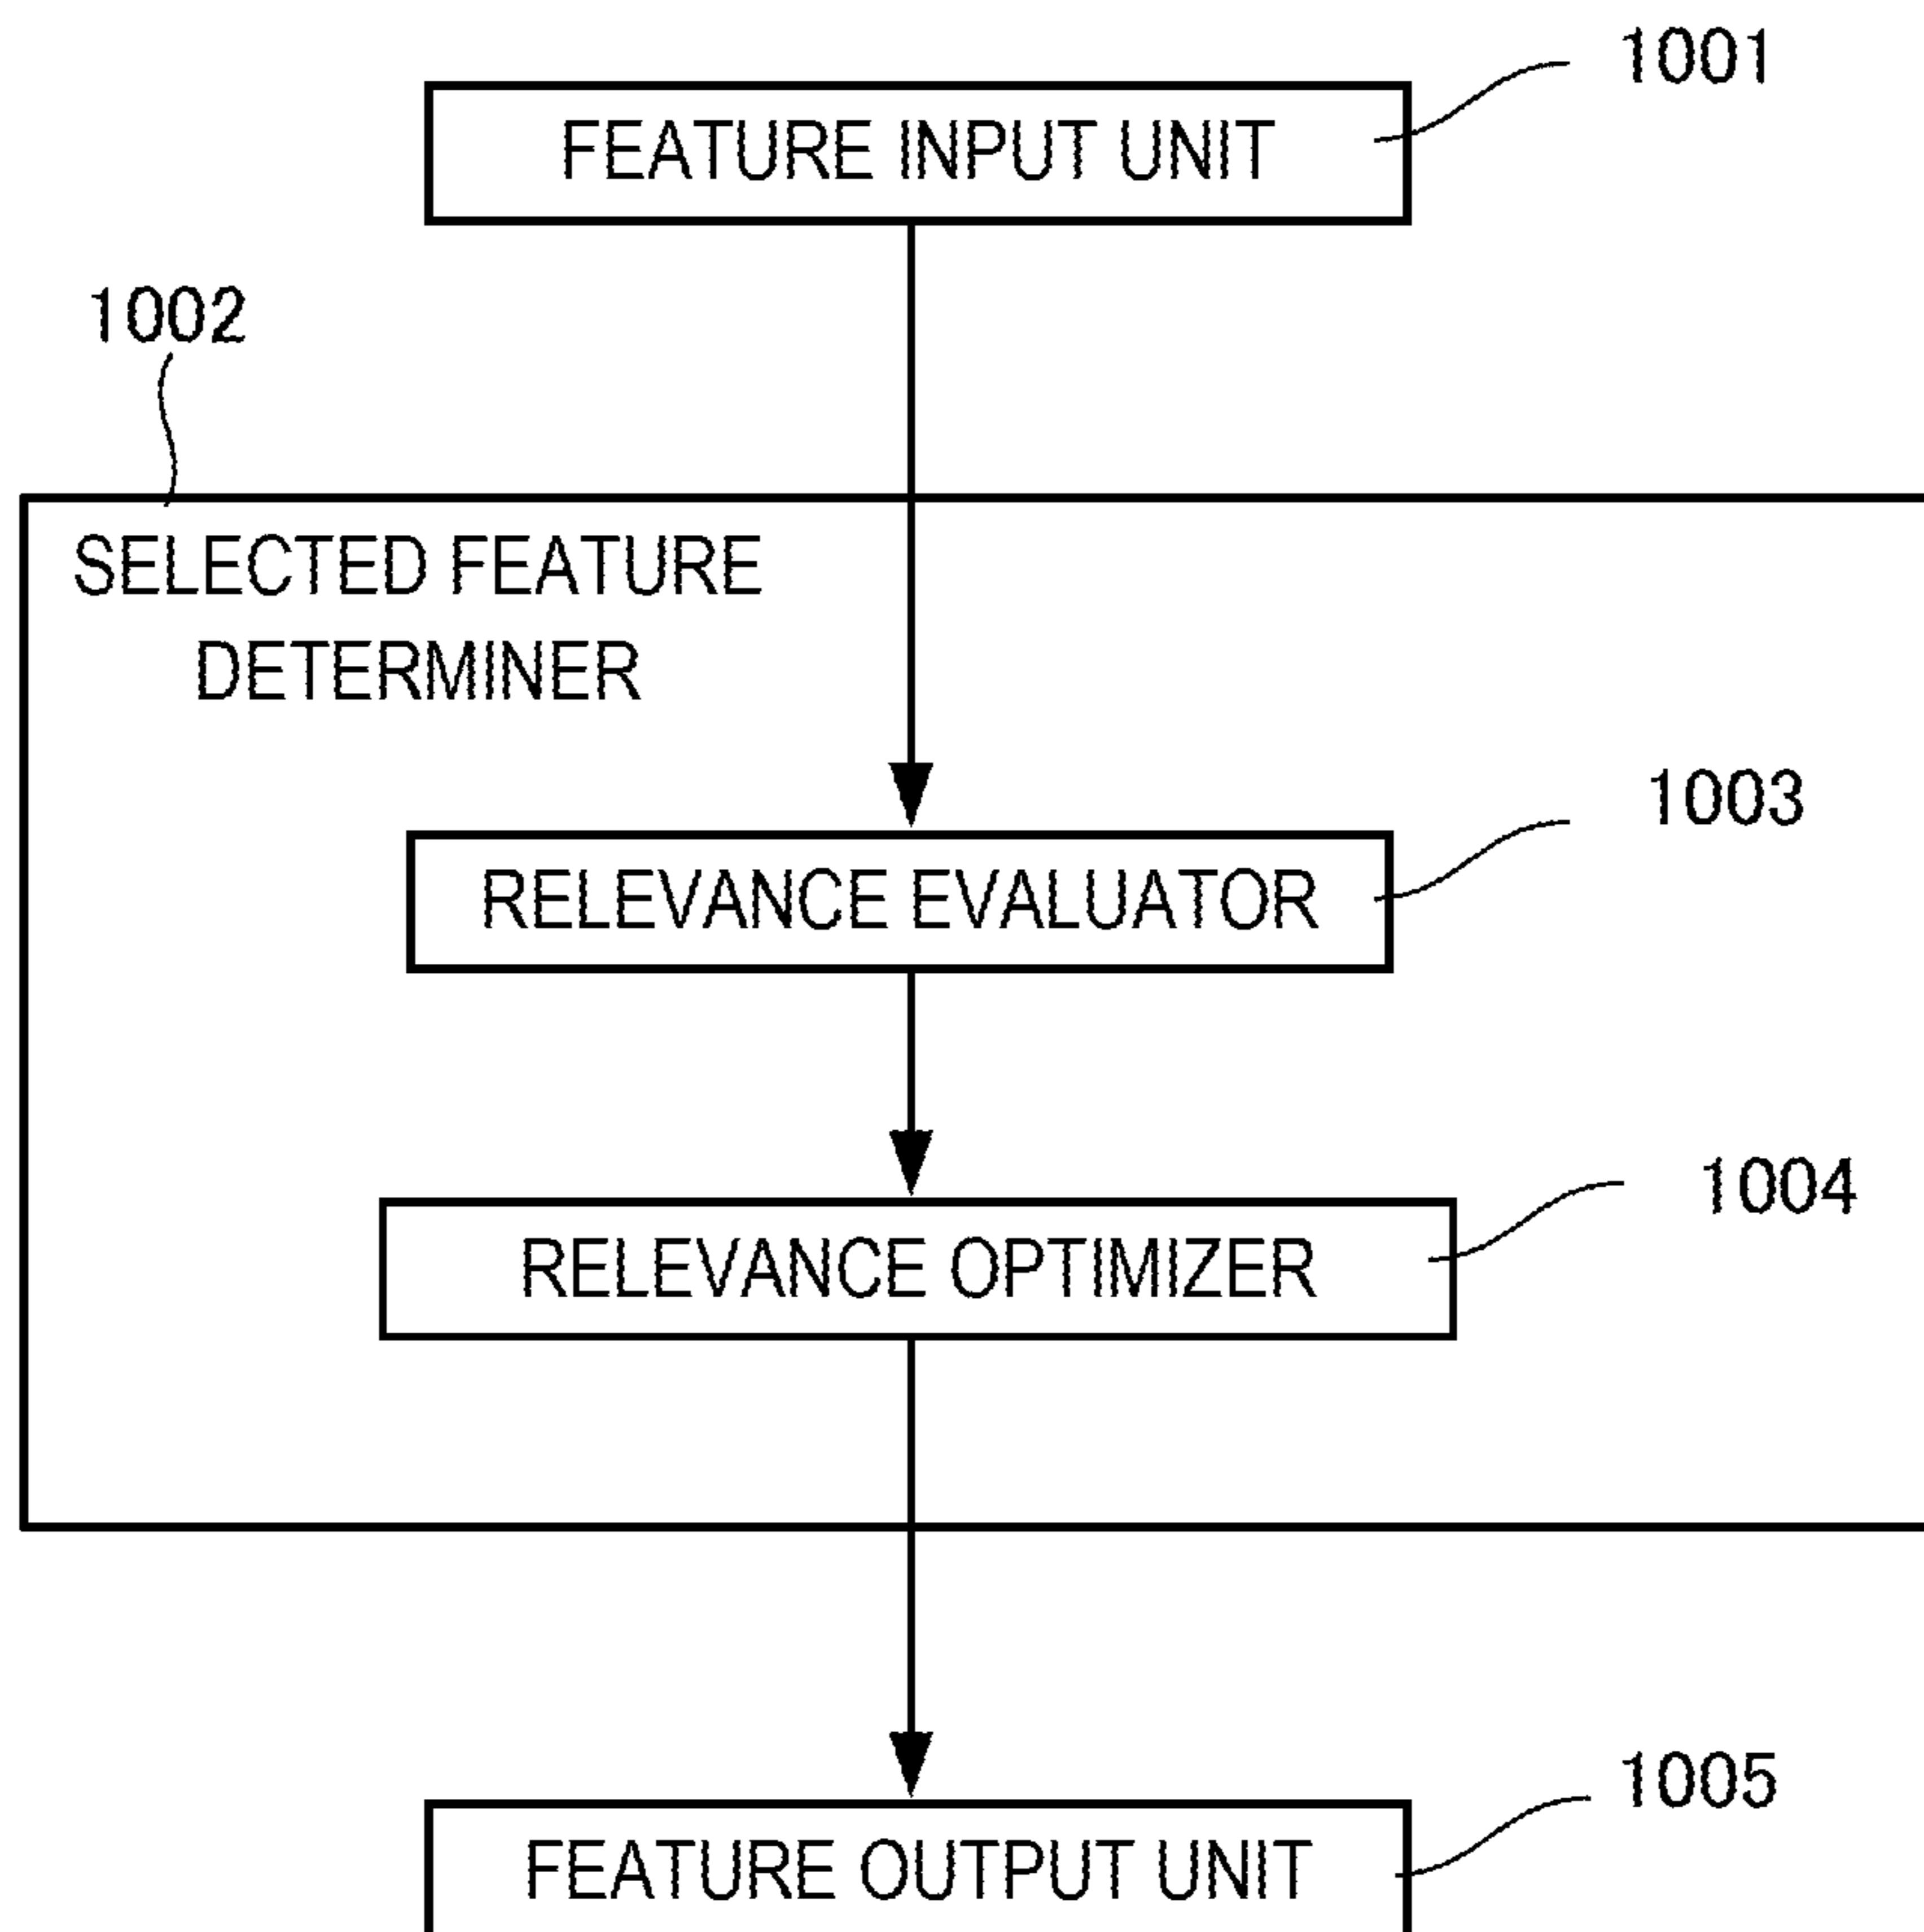 1001
FEATURE INPUT UNIT
1002
SELECTED FEATURE
DETERMINER
1003
RELEVANCE EVALUATOR
1004
RELEVANCE OPTIMIZER
1005
FEATURE OUTPUT UNIT